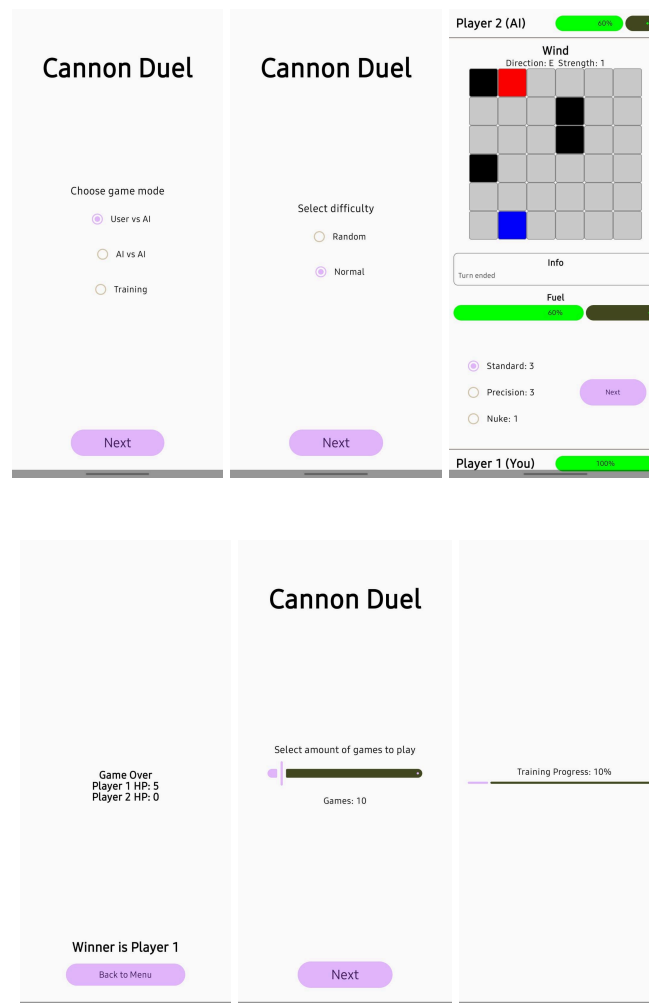 Cannon Duel
Choose game mode
User vs AI
AI vs AI
Training
Next
Cannon Duel
Select difficulty
Random
Normal
Next
Player 2 (AI)
60%
Wind
Direction: E Strength: 1
Info
Turn ended
Fuel
60%
Standard: 3
Precision: 3
Next
Nuke: 1
Player 1 (You)
100%
Game Over
Player 1 HP: 5
Player 2 HP: 0
Winner is Player 1
Back to Menu
Cannon Duel
Select amount of games to play
Games: 10
Next
Training Progress: 10%